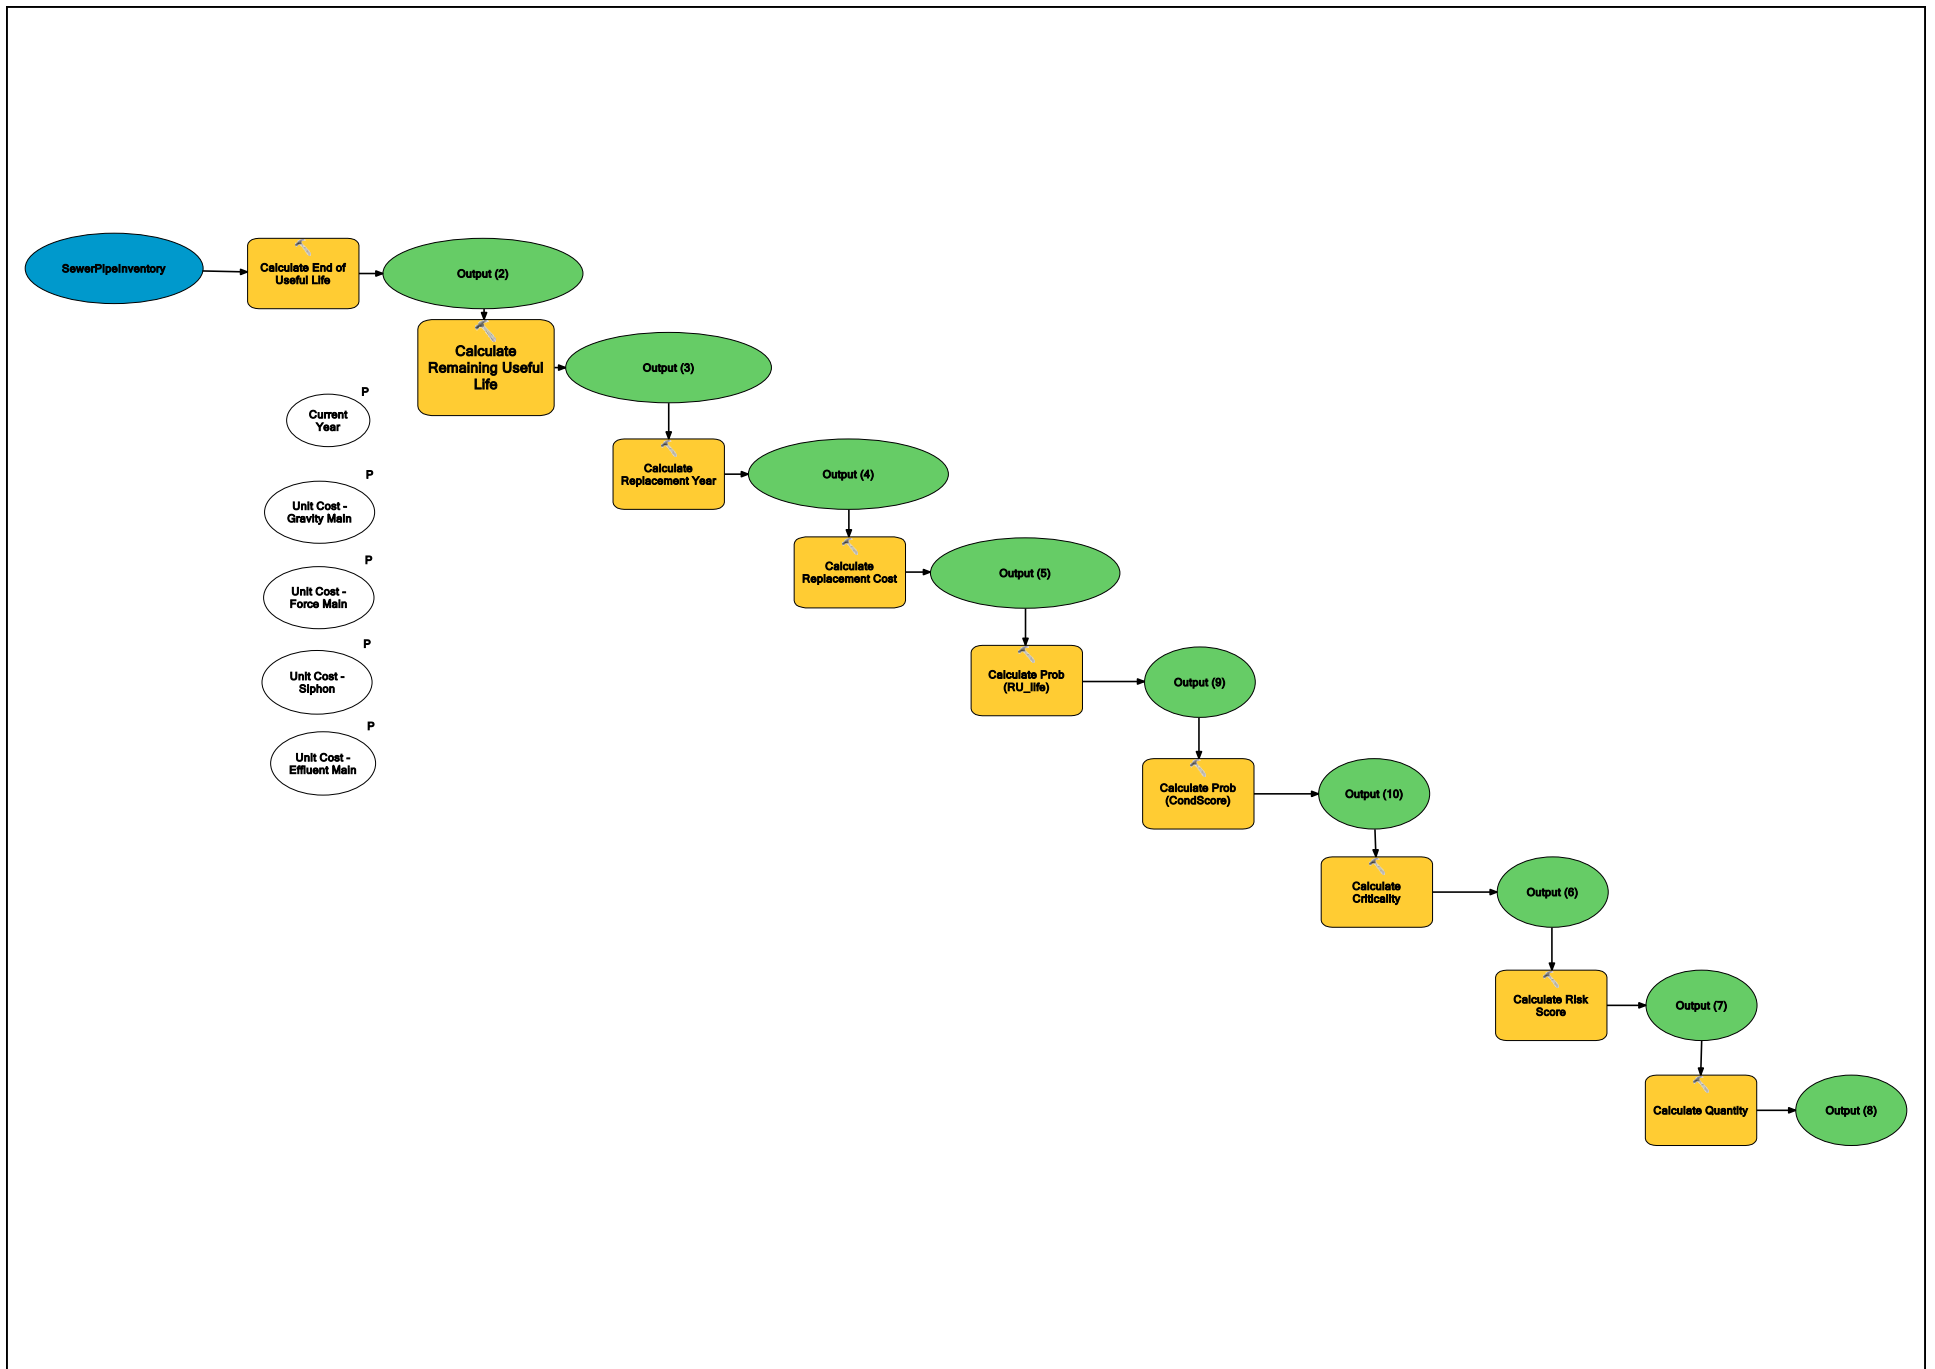 SewerPipeInventory
Calculate End of
Useful Life
Output (2)
Calculate
Remaining Useful
Life
Output (3)
P
Current
Year
Calculate
Replacement Year
Output (4)
P
Unit Cost -
Gravity Main
Calculate
Replacement Cost
Output (5)
P
Unit Cost -
Force Main
P
Unit Cost -
Siphon
Calculate Prob
(RU_life)
Output (9)
P
Unit Cost -
Effluent Main
Calculate Prob
(CondScore)
Output (10)
Calculate
Criticality
Output (6)
Calculate Risk
Score
Output (7)
Calculate Quantity
Output (8)